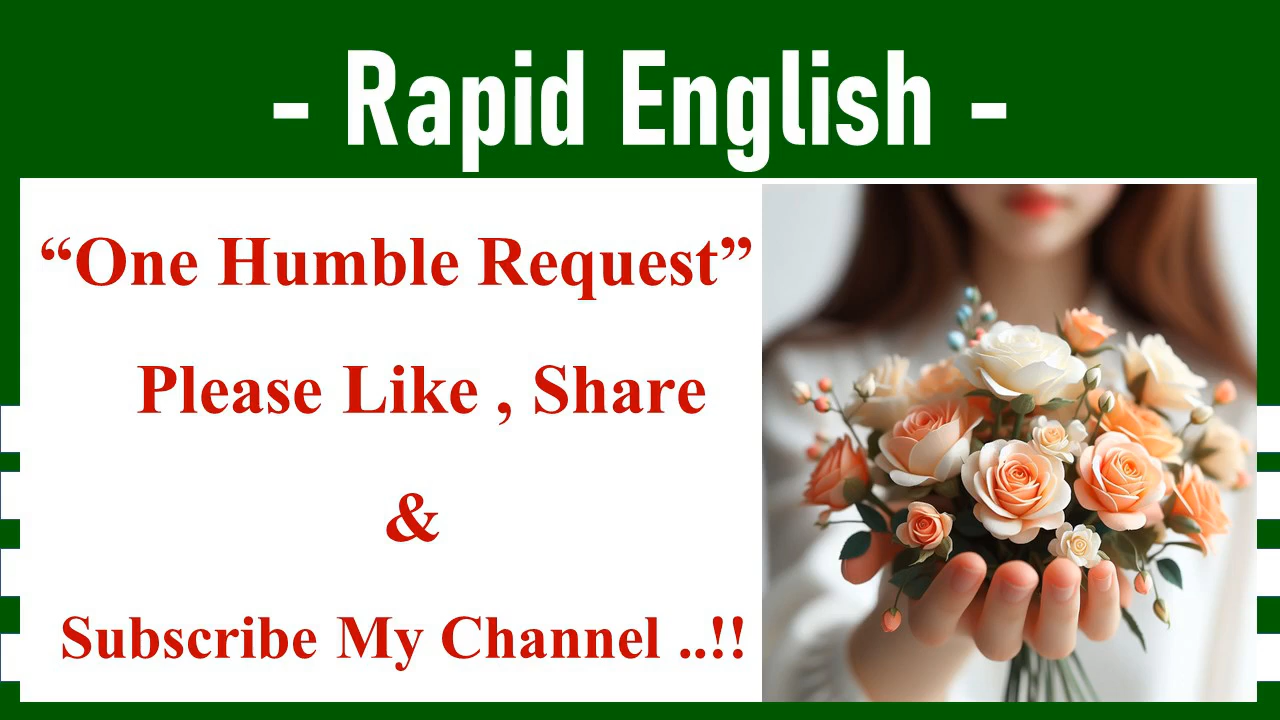 - Rapid English -
“One Humble Request”
Please Like , Share
&
Subscribe My Channel ..!!